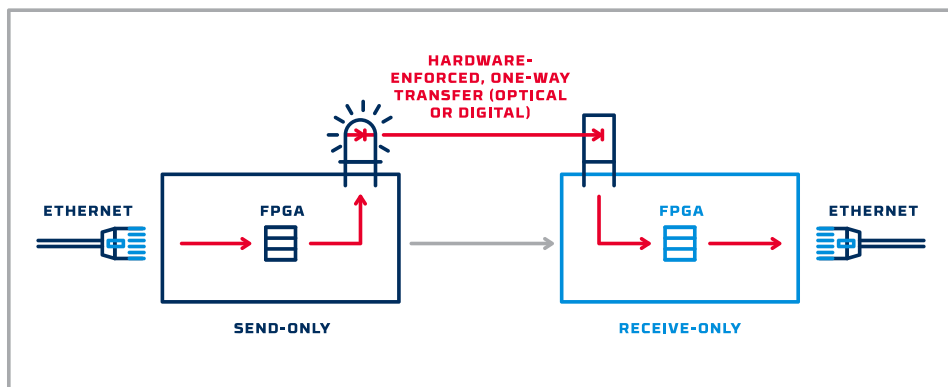 HARDWARE-
ENFORCED, ONE-WAY
TRANSFER (OPTICAL
OR DIGITAL)
ETHERNET
FPGA
FPGA
ETHERNET
SEND-ONLY
RECEIVE-ONLY